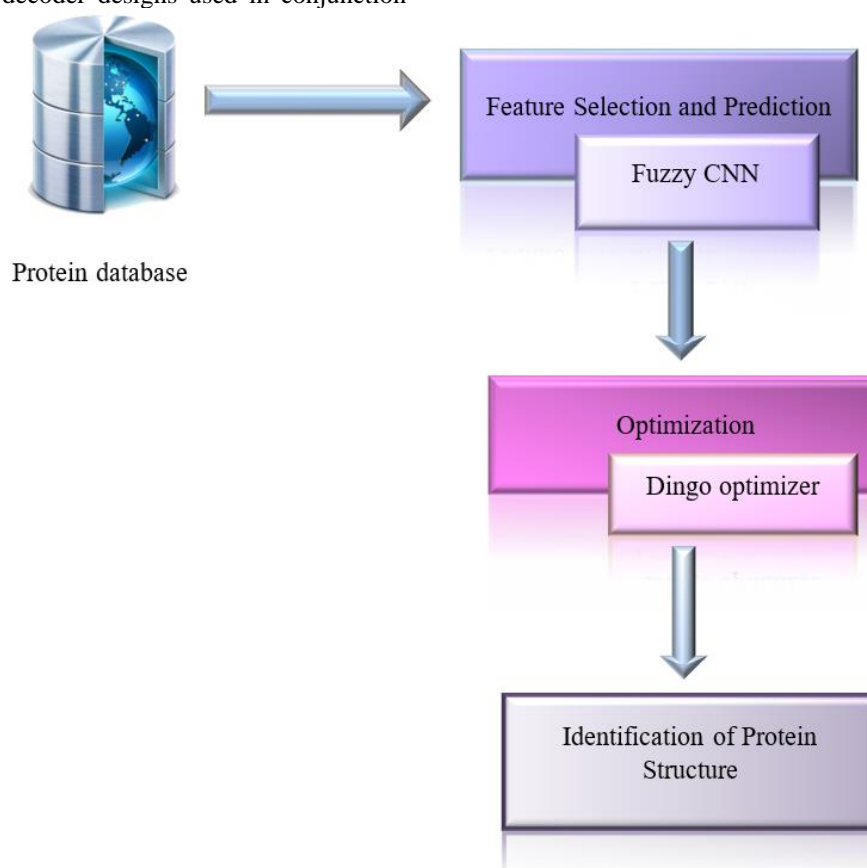 decoder designs used in conjunction
Feature Selection and Prediction
Fuzzy CNN
Protein database
Optimization
Dingo optimizer
Identification of Protein
Structure